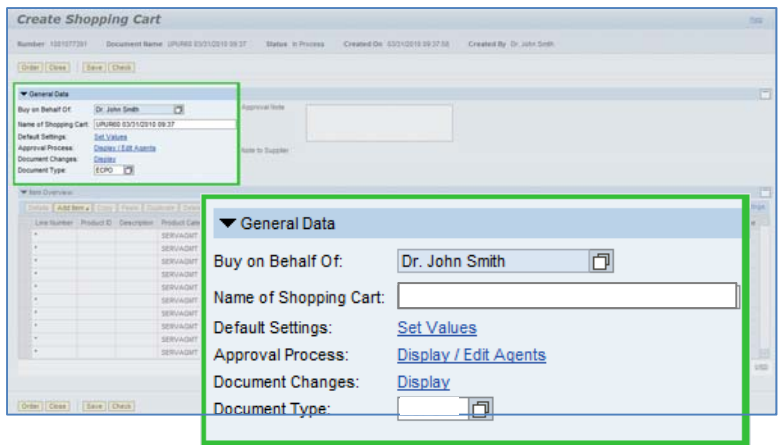 Create Shopping Cart
Number 1001077391 Document Name UPUR60 03/31/2010 09:37 Status In Process Created On 03/31/2010 09:37:58 Created By Dr. John Smith
Order Close Save Check
General Data
Buy on Behalf Of: Dr. John Smith
Name of Shopping Cart: UPUR60 03/31/2010 09:37
Default Settings: Set Values
Approval Process: Display / Edit Agents
Document Changes: Display
Document Type: ECPO
Approval Note
Note to Supplier
Item Overview
Details Add Item Copy Paste Duplicate Delete
Line Number Product ID Description Product Cate
* SERVAGMT
* SERVAGMT
* SERVAGMT
* SERVAGMT
* SERVAGMT
* SERVAGMT
* SERVAGMT
* SERVAGMT
* SERVAGMT
* SERVAGMT
USD
Order Close Save Check
General Data
Buy on Behalf Of: Dr. John Smith
Name of Shopping Cart:
Default Settings: Set Values
Approval Process: Display / Edit Agents
Document Changes: Display
Document Type: